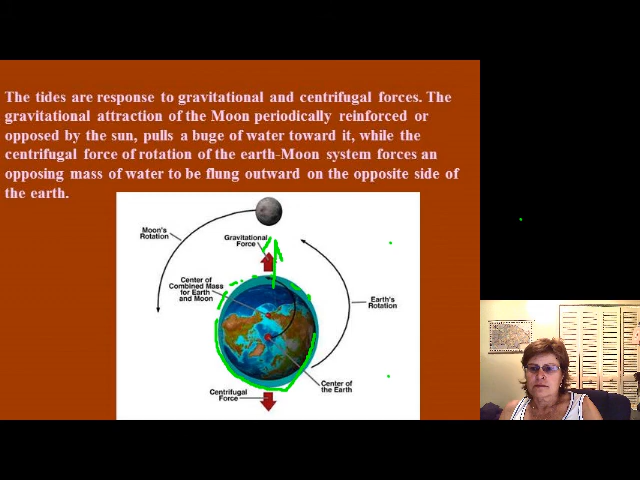 The tides are response to gravitational and centrifugal forces. The
gravitational attraction of the Moon periodically reinforced or
opposed by the sun, pulls a buge of water toward it, while the
centrifugal force of rotation of the earth-Moon system forces an
opposing mass of water to be flung outward on the opposite side of
the earth.
Moon's
Rotation
Gravitational
Force
Center of
Combined Mass
for Earth
and Moon
Earth's
Rotation
Center of
the Earth
Centrifugal
Force